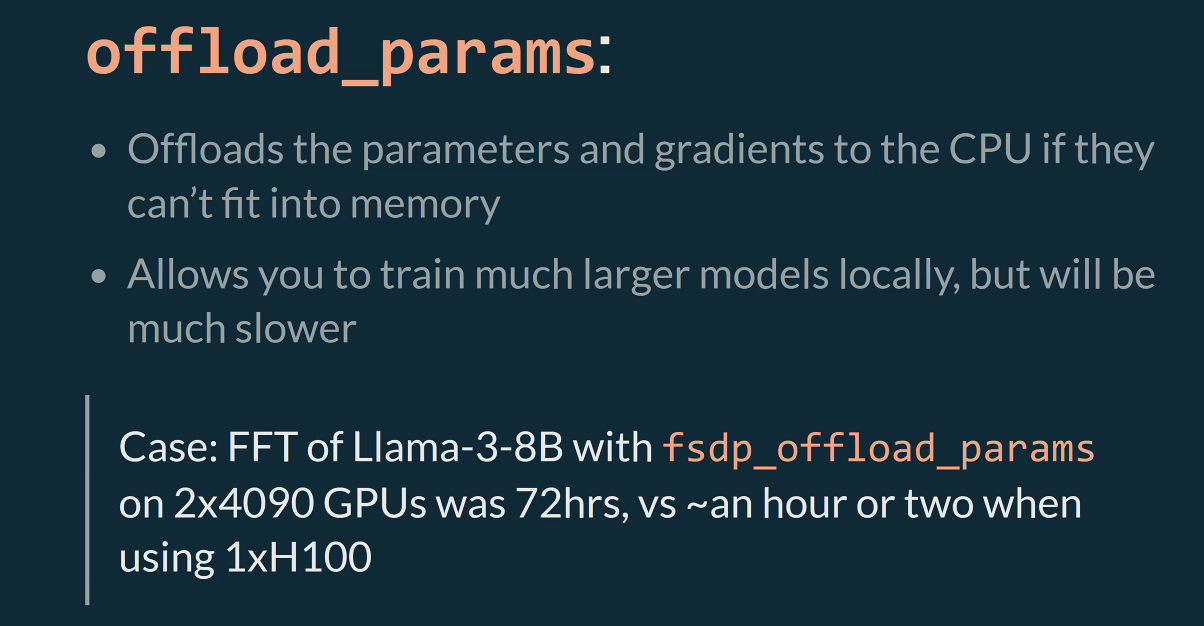 offload_params:
• Offloads the parameters and gradients to the CPU if they
can’t fit into memory
• Allows you to train much larger models locally, but will be
much slower
Case: FFT of Llama-3-8B with fsdp_offload_params
on 2x4090 GPUs was 72hrs, vs ~an hour or two when
using 1xH100